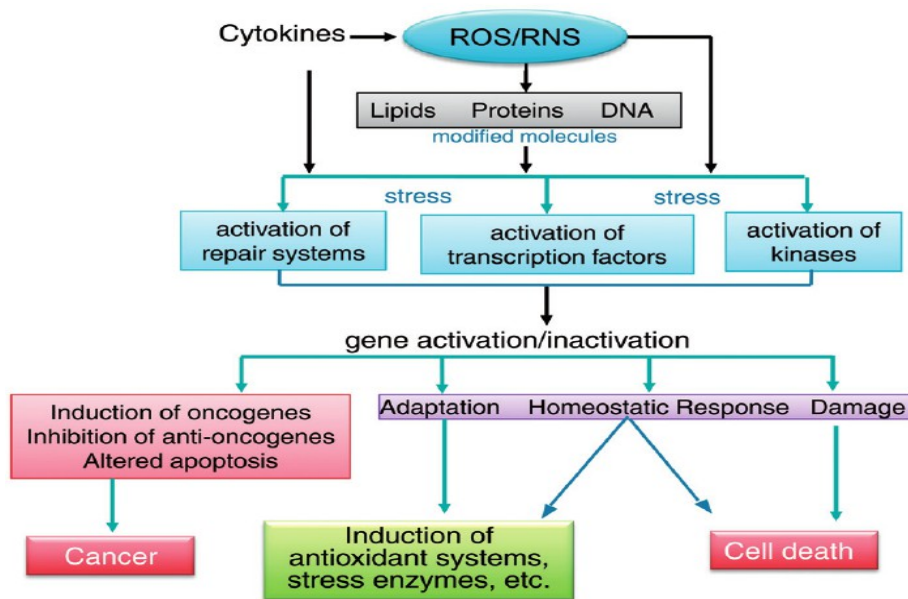 Cytokines
ROS/RNS
Lipids Proteins DNA
modified molecules
stress
stress
activation of
repair systems
activation of
transcription factors
activation of
kinases
gene activation/inactivation
Induction of oncogenes
Inhibition of anti-oncogenes
Altered apoptosis
Adaptation Homeostatic Response Damage
Cancer
Induction of
antioxidant systems,
stress enzymes, etc.
Cell death